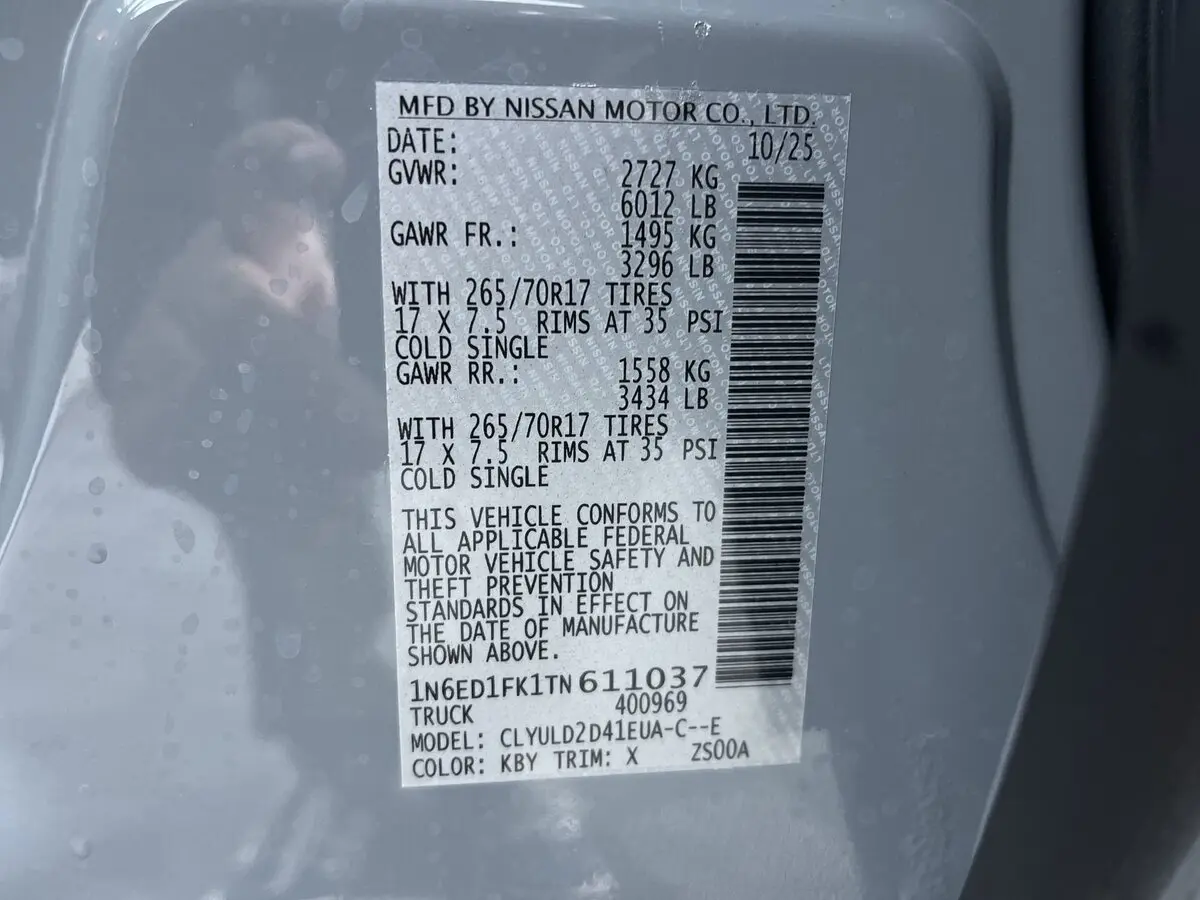 MFD BY NISSAN MOTOR CO., LTD.
DATE: 10/25
GVWR: 2727 KG
6012 LB
GAWR FR.: 1495 KG
3296 LB
WITH 265/70R17 TIRES
17 X 7.5 RIMS AT 35 PSI
COLD SINGLE
GAWR RR.: 1558 KG
3434 LB
WITH 265/70R17 TIRES
17 X 7.5 RIMS AT 35 PSI
COLD SINGLE
THIS VEHICLE CONFORMS TO
ALL APPLICABLE FEDERAL
MOTOR VEHICLE SAFETY AND
THEFT PREVENTION
STANDARDS IN EFFECT ON
THE DATE OF MANUFACTURE
SHOWN ABOVE.
1N6ED1FK1TN611037
TRUCK 400969
MODEL: CLYULD2D41EUA-C--E
COLOR: KBY TRIM: X ZS00A